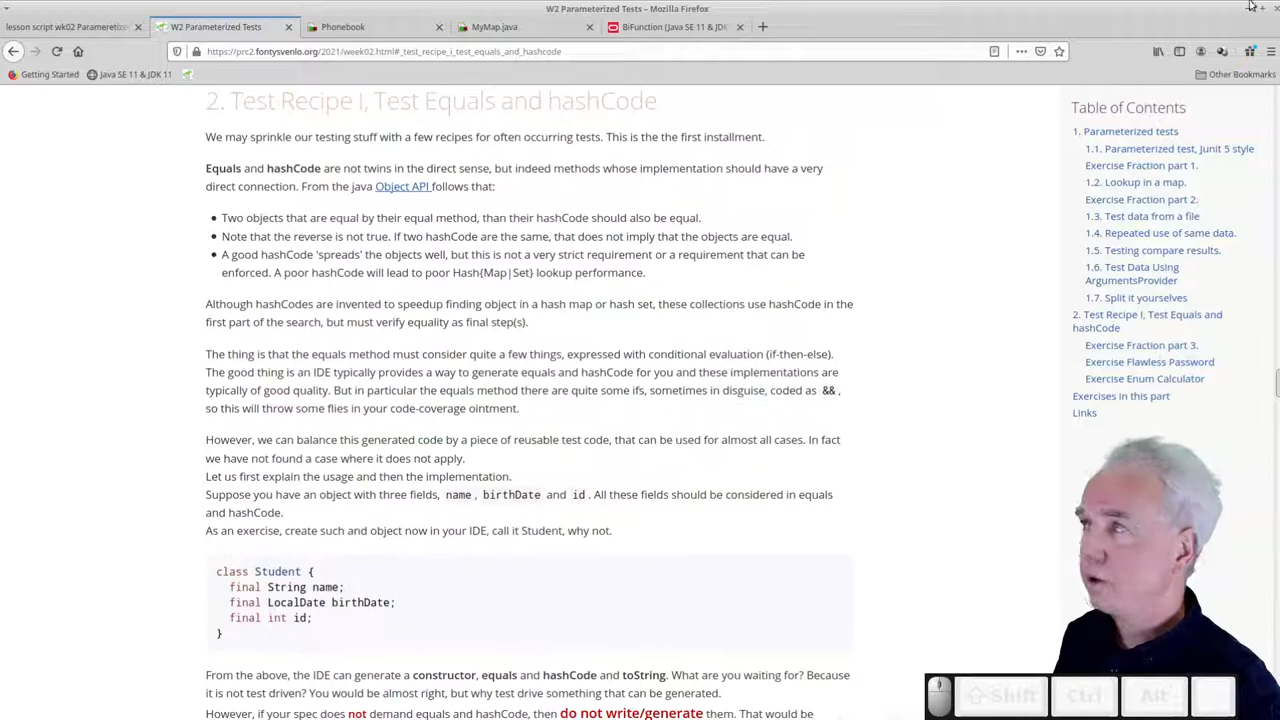 W2 Parameterized Tests – Mozilla Firefox
lesson script wk02 Parameretiz
W2 Parameterized Tests
Phonebook
MyMap.java
BiFunction (Java SE 11 & JDK
https://prc2.fontysvenlo.org/2021/week02.html#_test_recipe_i_test_equals_and_hashcode
Getting Started
Java SE 11 & JDK 11
Other Bookmarks
2. Test Recipe I, Test Equals and hashCode
We may sprinkle our testing stuff with a few recipes for often occurring tests. This is the the first installment.
Equals and hashCode are not twins in the direct sense, but indeed methods whose implementation should have a very
direct connection. From the java Object API follows that:
Two objects that are equal by their equal method, than their hashCode should also be equal.
Note that the reverse is not true. If two hashCode are the same, that does not imply that the objects are equal.
A good hashCode 'spreads' the objects well, but this is not a very strict requirement or a requirement that can be
enforced. A poor hashCode will lead to poor Hash{Map|Set} lookup performance.
Although hashCodes are invented to speedup finding object in a hash map or hash set, these collections use hashCode in the
first part of the search, but must verify equality as final step(s).
The thing is that the equals method must consider quite a few things, expressed with conditional evaluation (if-then-else).
The good thing is an IDE typically provides a way to generate equals and hashCode for you and these implementations are
typically of good quality. But in particular the equals method there are quite some ifs, sometimes in disguise, coded as && ,
so this will throw some flies in your code-coverage ointment.
However, we can balance this generated code by a piece of reusable test code, that can be used for almost all cases. In fact
we have not found a case where it does not apply.
Let us first explain the usage and then the implementation.
Suppose you have an object with three fields, name , birthDate and id . All these fields should be considered in equals
and hashCode.
As an exercise, create such and object now in your IDE, call it Student, why not.
class Student {
final String name;
final LocalDate birthDate;
final int id;
}
From the above, the IDE can generate a constructor, equals and hashCode and toString. What are you waiting for? Because
it is not test driven? You would be almost right, but why test drive something that can be generated.
However, if your spec does not demand equals and hashCode, then do not write/generate them. That would be
Table of Contents
1. Parameterized tests
1.1. Parameterized test, Junit 5 style
Exercise Fraction part 1.
1.2. Lookup in a map.
Exercise Fraction part 2.
1.3. Test data from a file
1.4. Repeated use of same data.
1.5. Testing compare results.
1.6. Test Data Using
ArgumentsProvider
1.7. Split it yourselves
2. Test Recipe I, Test Equals and
hashCode
Exercise Fraction part 3.
Exercise Flawless Password
Exercise Enum Calculator
Exercises in this part
Links
Shift
Ctrl
Alt